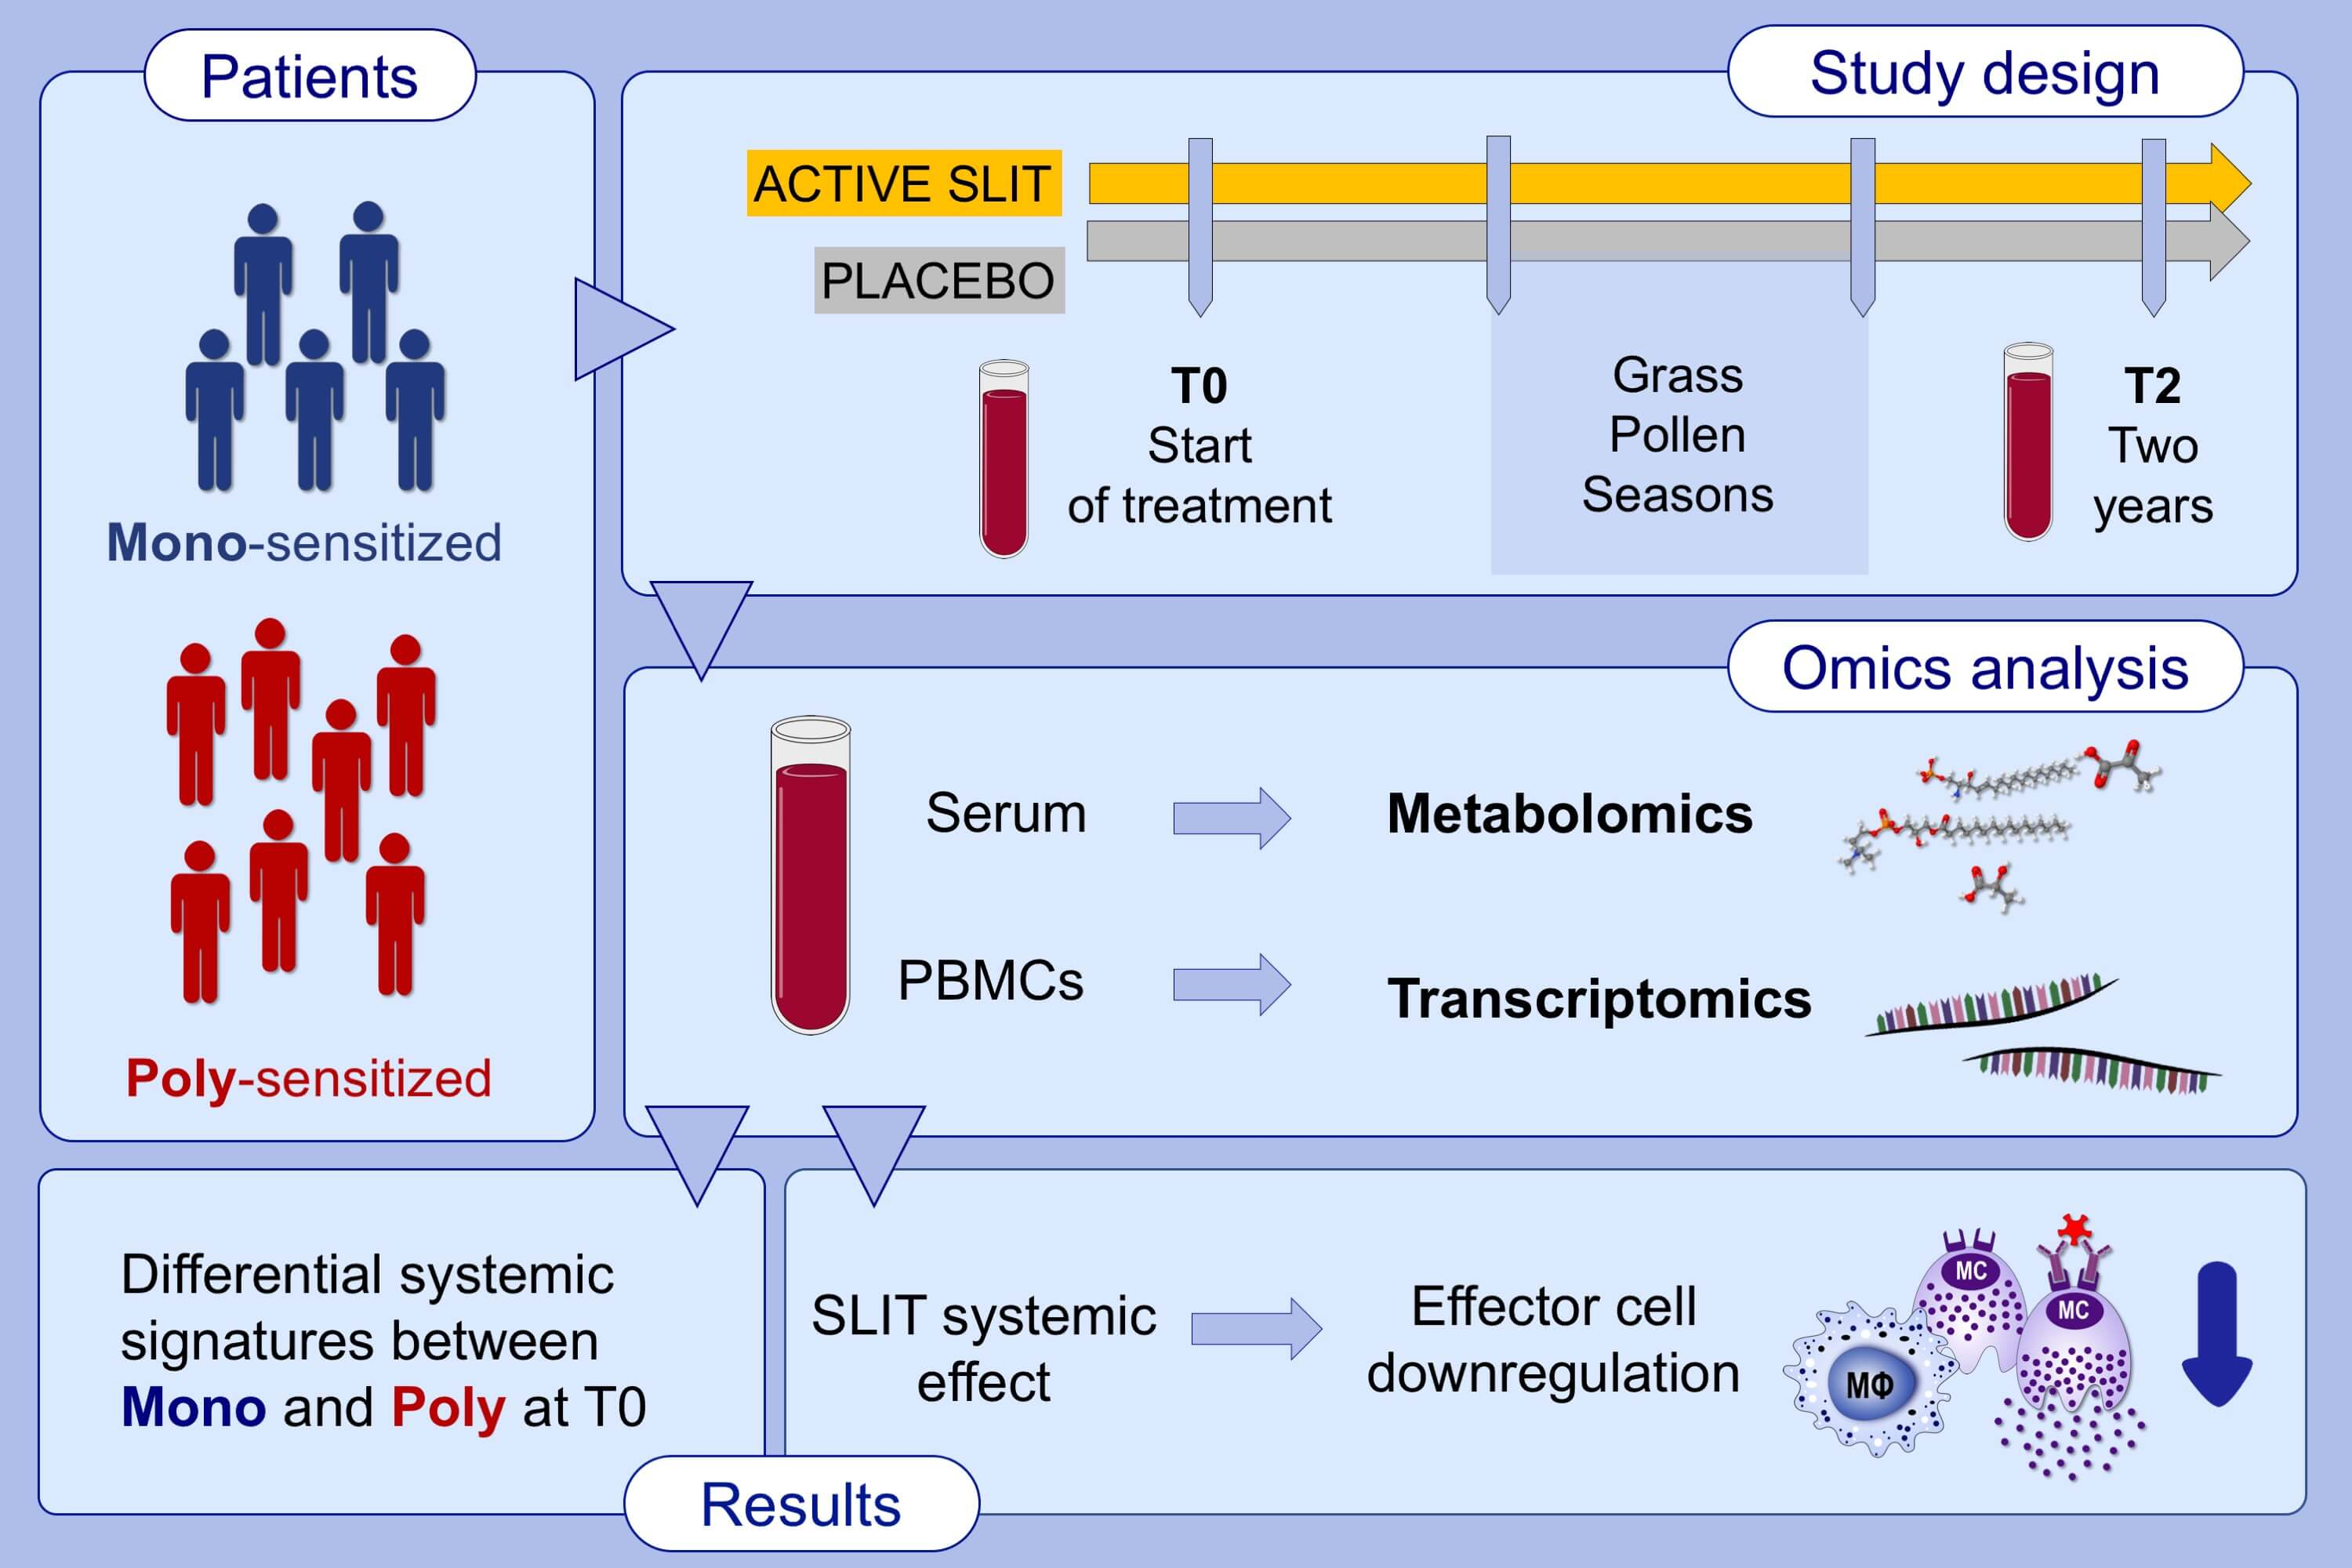 Patients
Mono-sensitized
Poly-sensitized
Study design
ACTIVE SLIT
PLACEBO
T0
Start
of treatment
Grass
Pollen
Seasons
T2
Two
years
Omics analysis
Serum
Metabolomics
PBMCs
Transcriptomics
Differential systemic
signatures between
Mono and Poly at T0
SLIT systemic
effect
Effector cell
downregulation
MC
MC
MΦ
Results